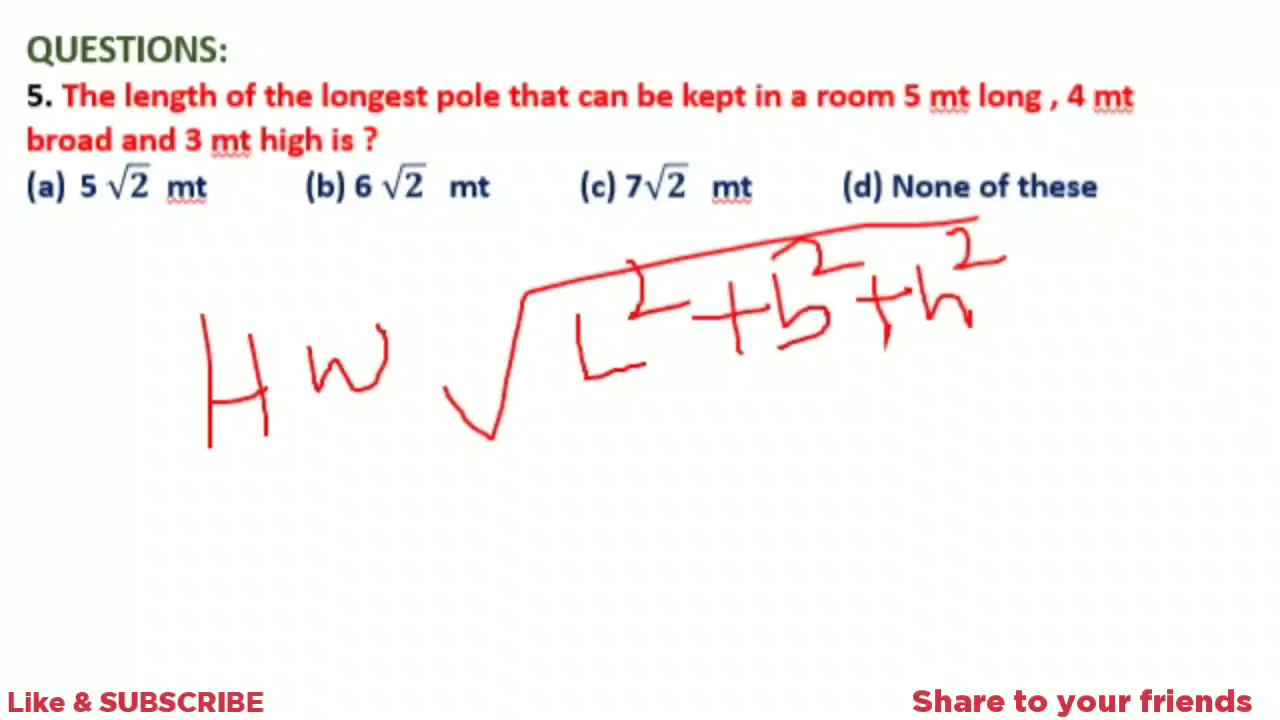 QUESTIONS:
5. The length of the longest pole that can be kept in a room 5 mt long , 4 mt
broad and 3 mt high is ?
(a) 5 √2 mt (b) 6 √2 mt (c) 7√2 mt (d) None of these
H W √L²+b²+h²
Like & SUBSCRIBE
Share to your friends